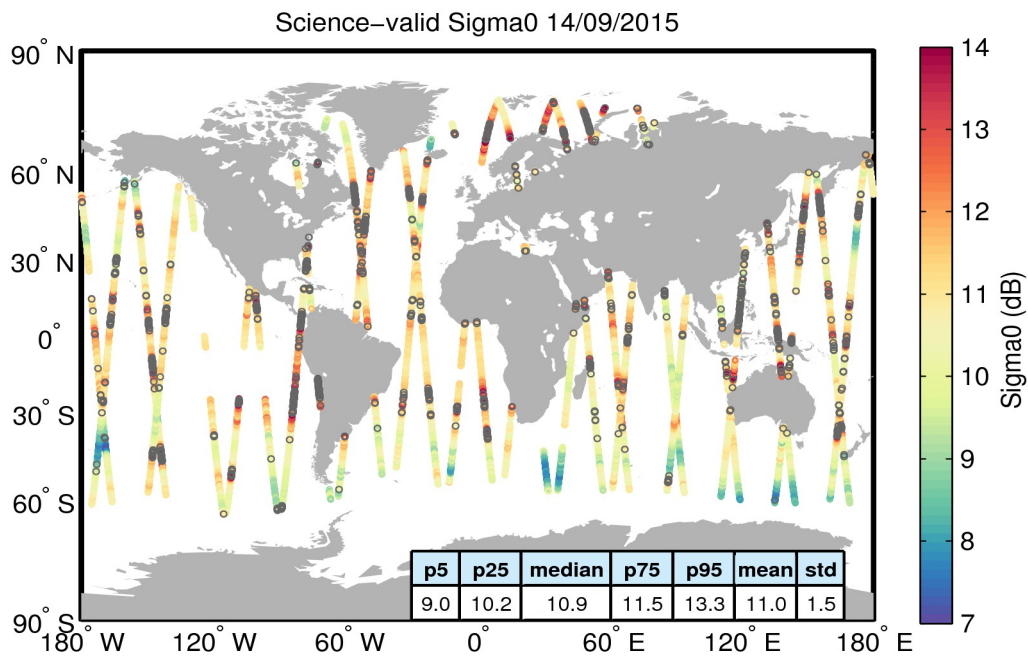 Science−valid Sigma0 14/09/2015
90° N
60° N
30° N
0°
30° S
60° S
90° S
180° W
120° W
60° W
0°
60° E
120° E
180° E
p5 p25 median p75 p95 mean std
9.0 10.2 10.9 11.5 13.3 11.0 1.5
14
13
12
11
10
9
8
7
Sigma0 (dB)